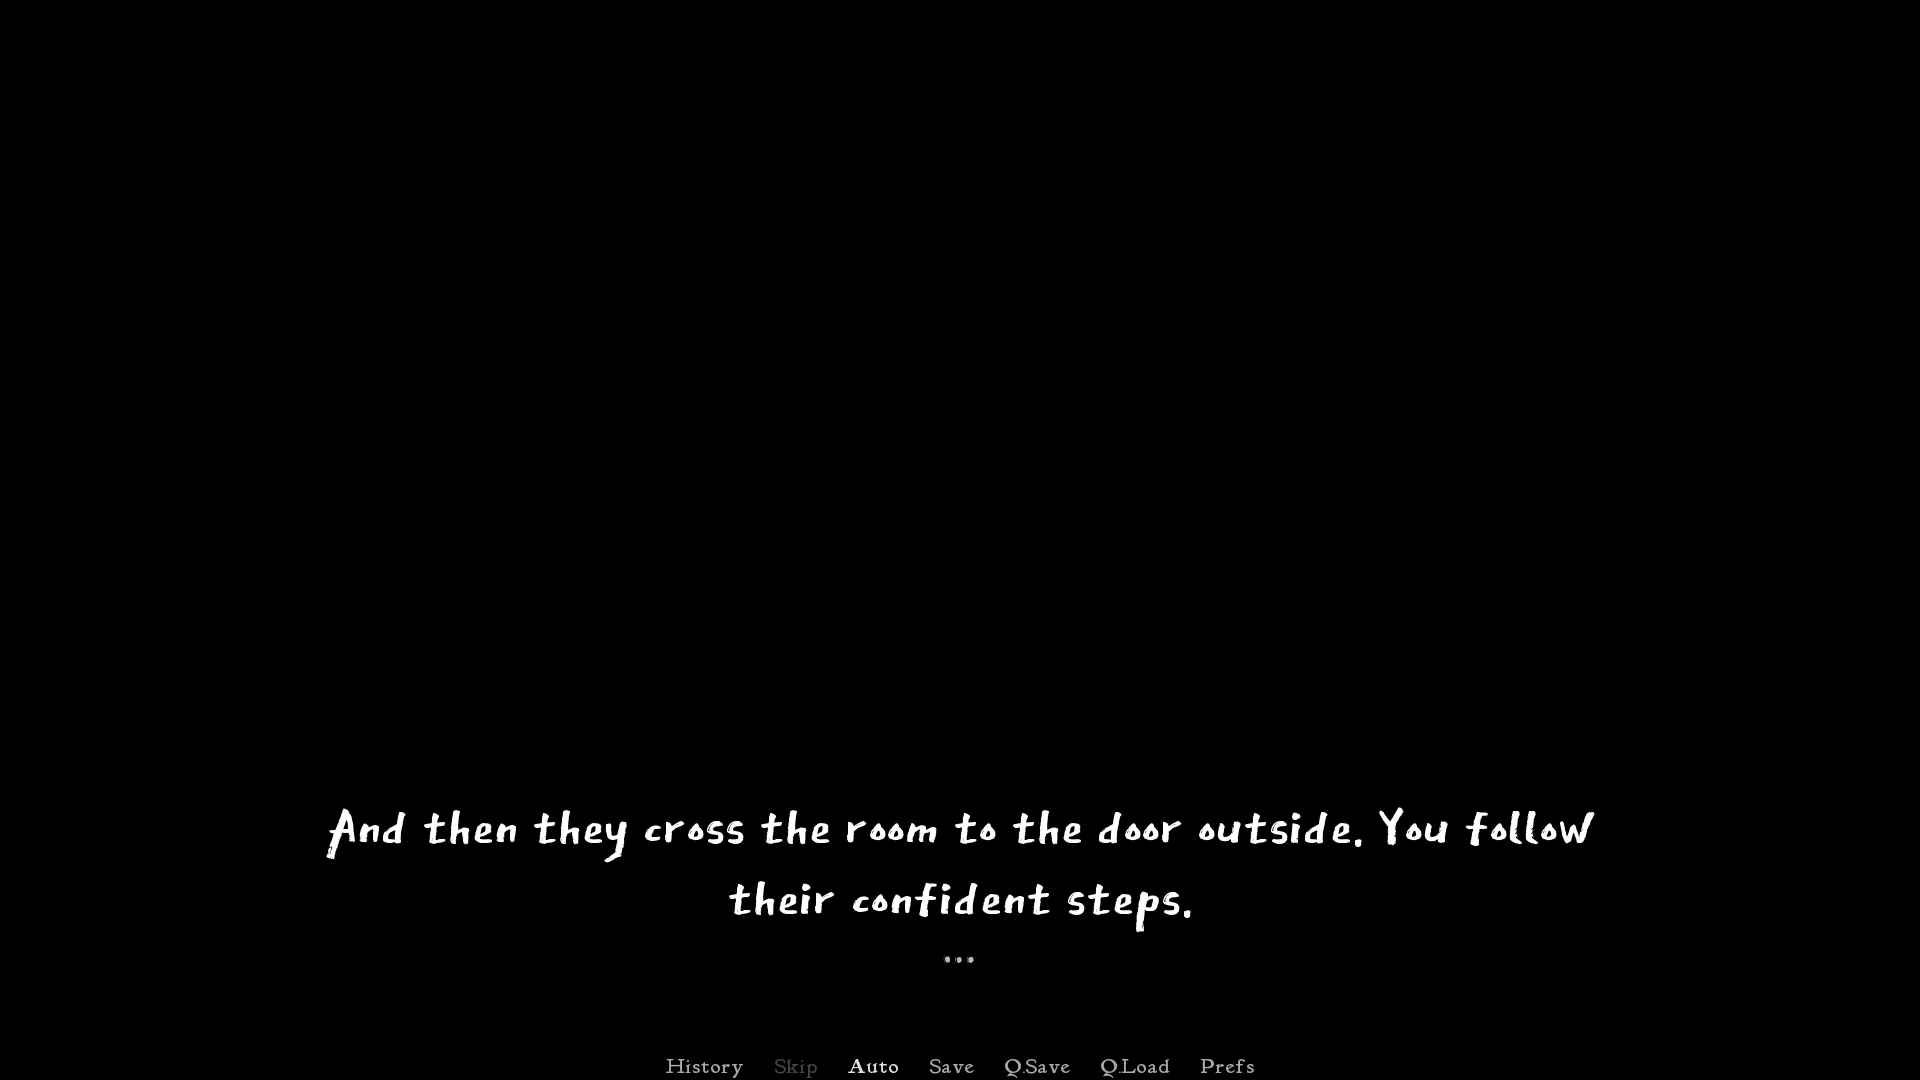 And then they cross the room to the door outside. You follow
their confident steps.
...
History Skip Auto Save Q.Save Q.Load Prefs